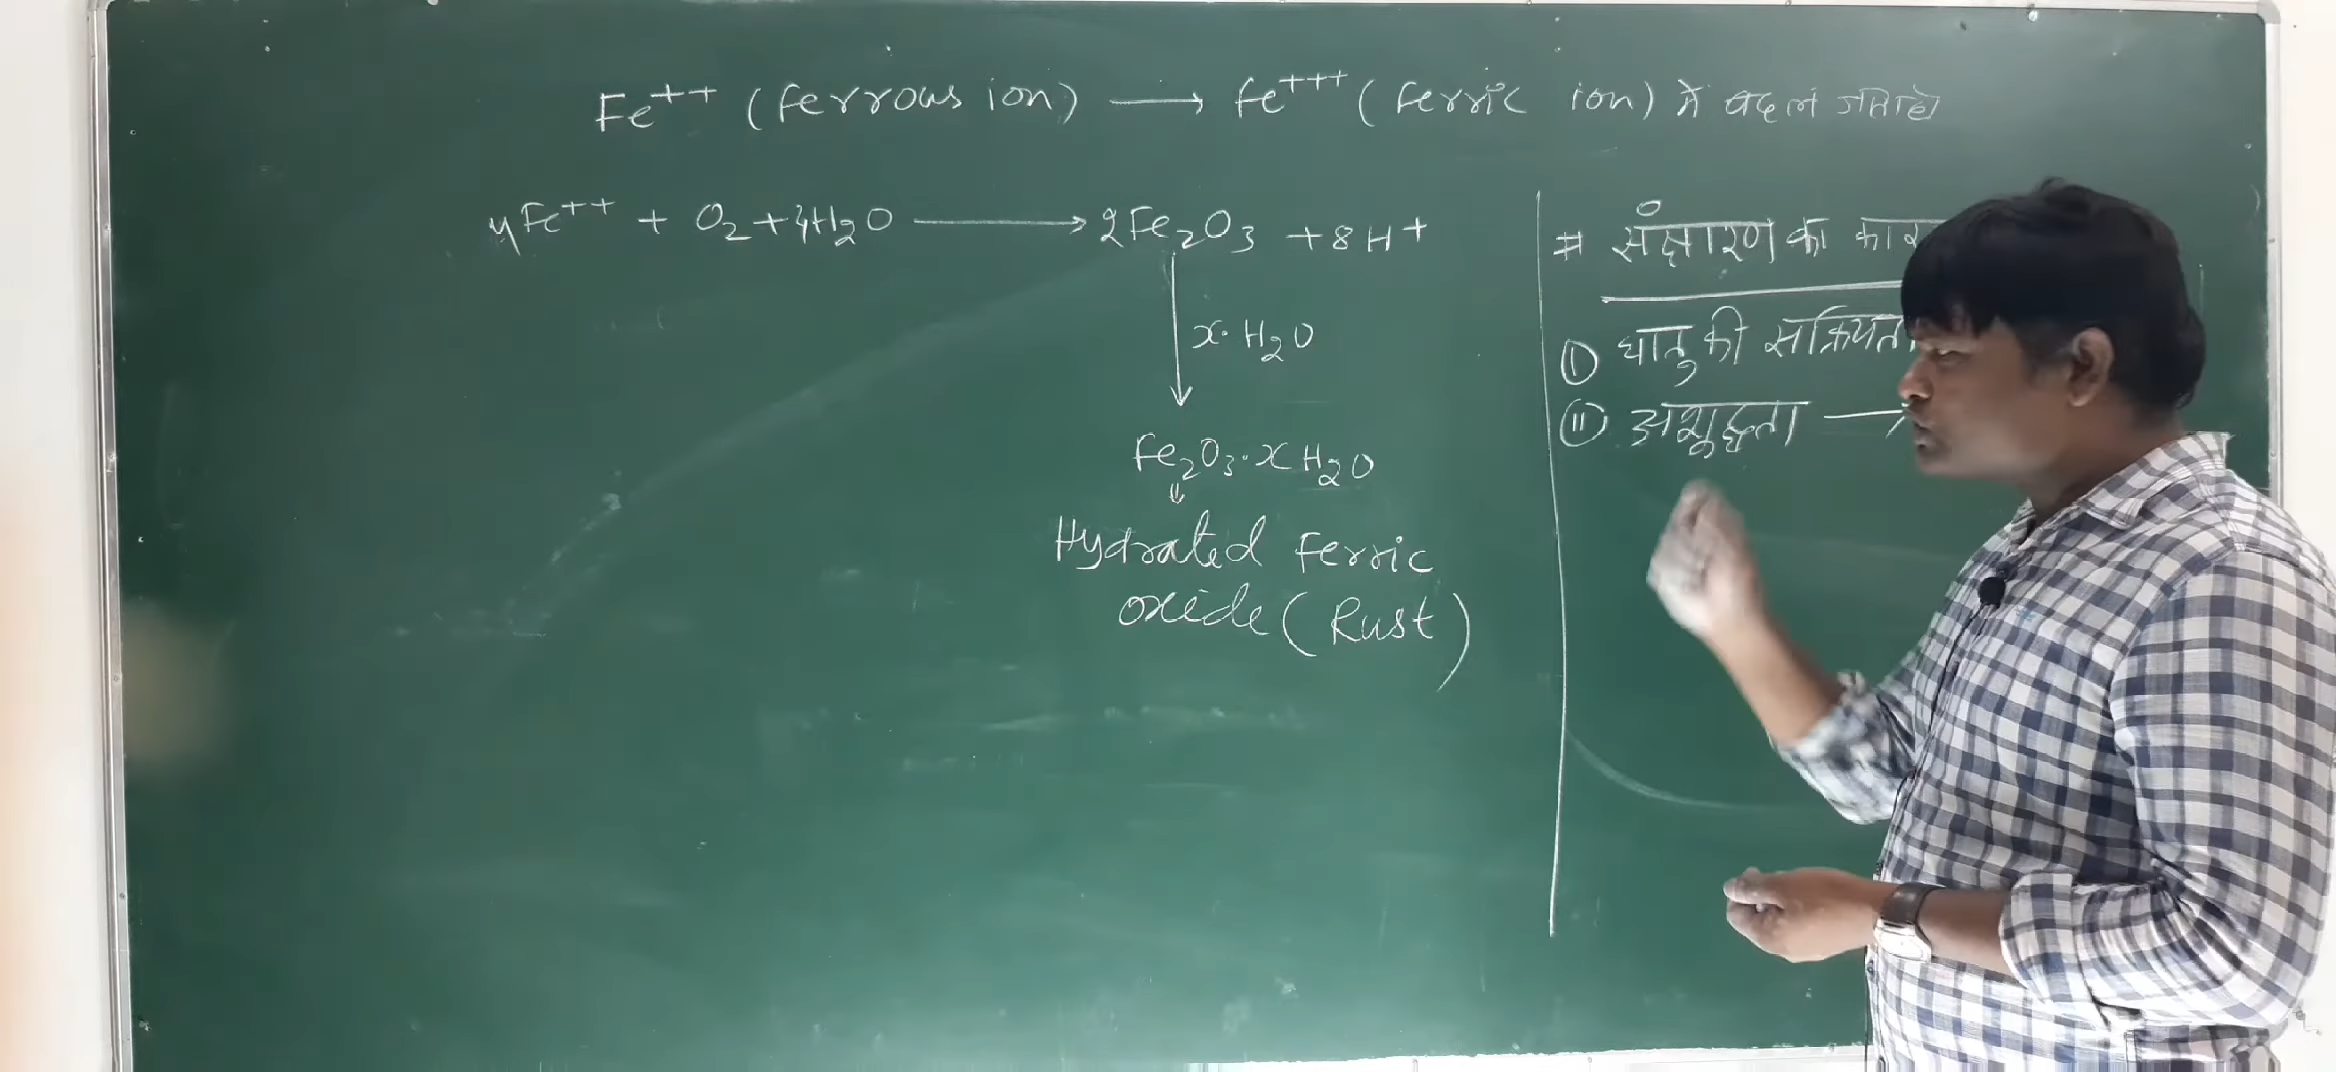 Fe⁺⁺ (ferrous ion) ⟶ Fe⁺⁺⁺ (ferric ion) में बदल जाता है
4Fe⁺⁺ + O₂ + 4H₂O ⟶ 2Fe₂O₃ + 8H⁺
x·H₂O
Fe₂O₃·xH₂O
⇓
Hydrated Ferric
oxide (Rust)
# संक्षारण का
① धातु की सक्रियता
② अशुद्धता →